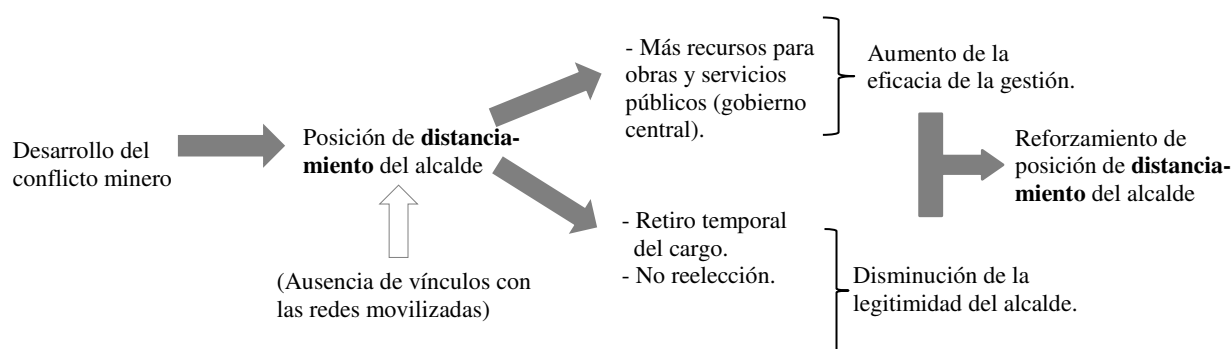 Desarrollo del
conflicto minero
Posición de distancia-
miento del alcalde
(Ausencia de vínculos con
las redes movilizadas)
- Más recursos para
obras y servicios
públicos (gobierno
central).
Aumento de la
eficacia de la gestión.
- Retiro temporal
del cargo.
- No reelección.
Disminución de la
legitimidad del alcalde.
Reforzamiento de
posición de distancia-
miento del alcalde